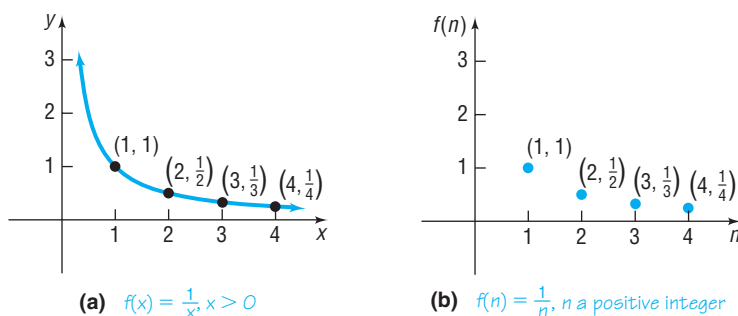 y
3
2
1
(1, 1)
(2, 1/2) (3, 1/3) (4, 1/4)
1 2 3 4 x
(a) f(x) = 1/x, x > 0
f(n)
3
2
1
(1, 1)
(2, 1/2) (3, 1/3) (4, 1/4)
1 2 3 4 n
(b) f(n) = 1/n, n a positive integer